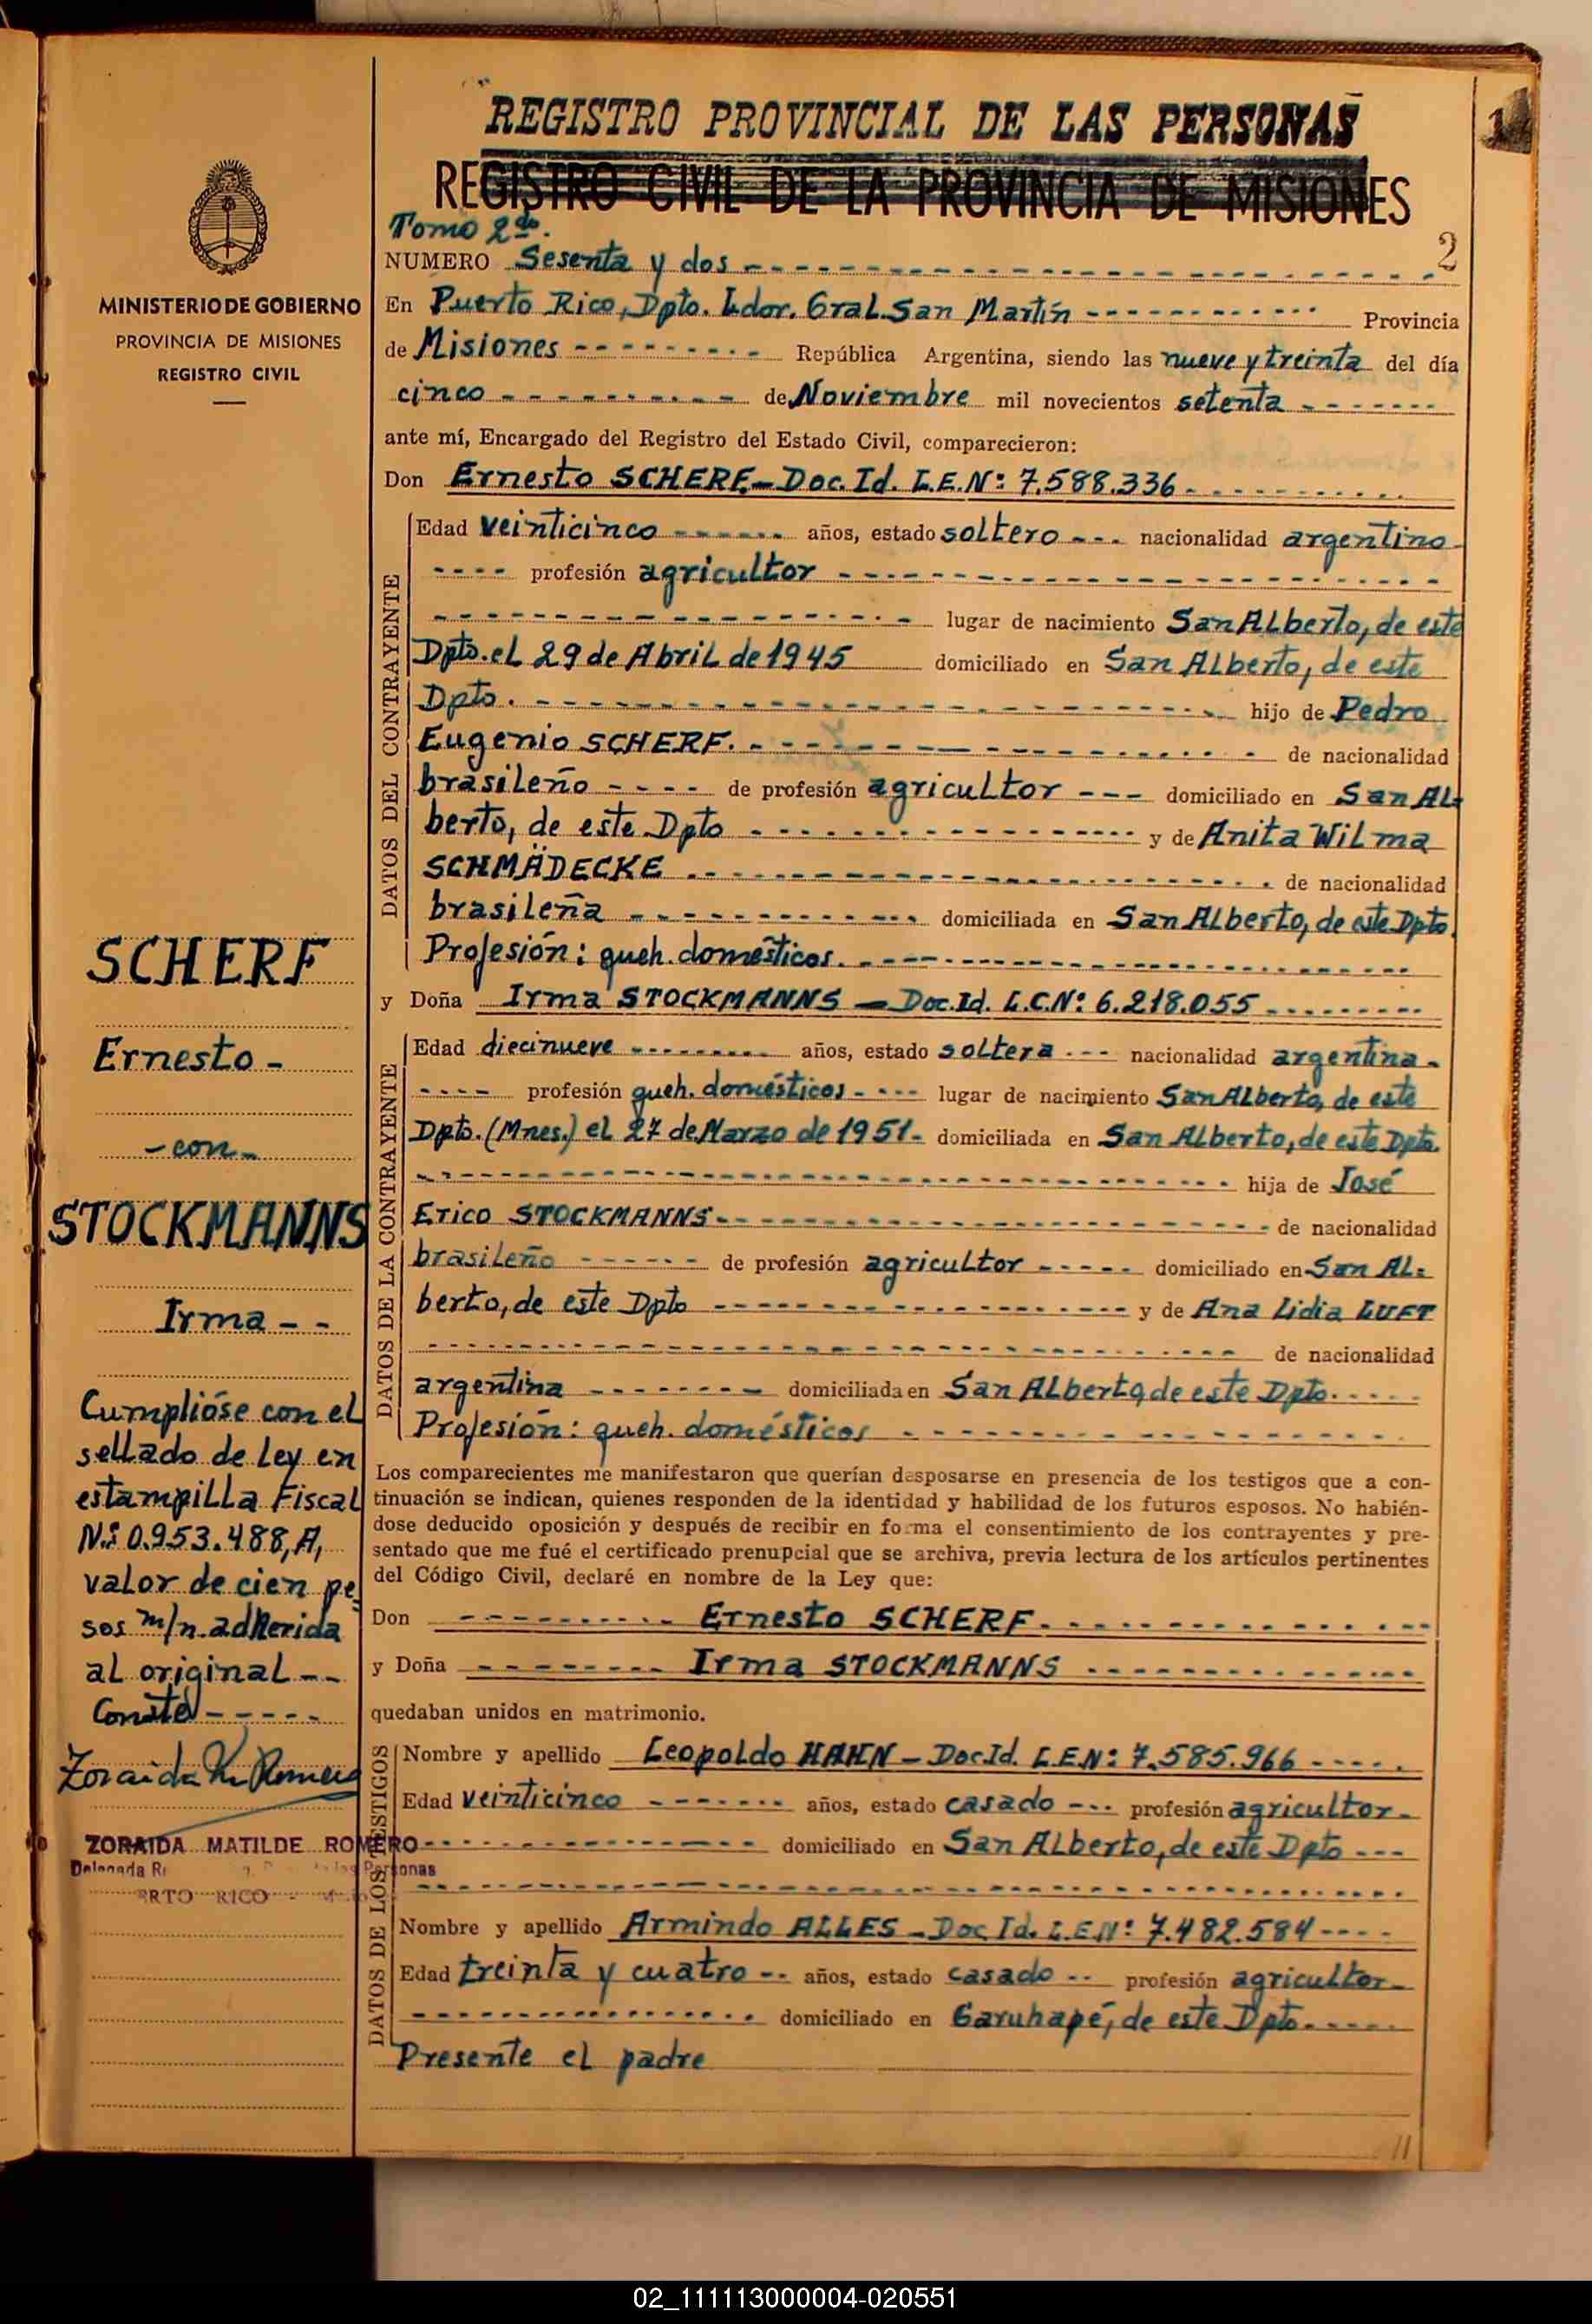 REGISTRO PROVINCIAL DE LAS PERSONAS
REGISTRO CIVIL DE LA PROVINCIA DE MISIONES
Tomo 2do.
2
MINISTERIO DE GOBIERNO
PROVINCIA DE MISIONES
REGISTRO CIVIL
SCHERF
Ernesto -
- con -
STOCKMANNS
Irma - -
Cumplióse con el
sellado de Ley en
estampilla Fiscal
N.º 0.953.488, A,
valor de cien pe-
sos m/n. adherida
al original - -
Conste - - - - -
ZORAIDA MATILDE ROMERO
Delegada
RTO RICO
NUMERO Sesenta y dos
En Puerto Rico, Dpto. Ldor. Gral. San Martín Provincia
de Misiones República Argentina, siendo las nueve y treinta del día
cinco de Noviembre mil novecientos setenta
ante mí, Encargado del Registro del Estado Civil, comparecieron:
Don Ernesto SCHERF - Doc. Id. L.E.Nº: 7.588.336
DATOS DEL CONTRAYENTE
Edad veinticinco años, estado soltero nacionalidad argentino
profesión agricultor
lugar de nacimiento San Alberto, de este
Dpto. el 29 de Abril de 1945 domiciliado en San Alberto, de este
Dpto. hijo de Pedro
Eugenio SCHERF. de nacionalidad
brasileño de profesión agricultor domiciliado en San Al-
berto, de este Dpto y de Anita Wilma
SCHMÄDECKE de nacionalidad
brasileña domiciliada en San Alberto, de este Dpto.
Profesión: queh. domésticos.
y Doña Irma STOCKMANNS - Doc. Id. L.C.Nº: 6.218.055
DATOS DE LA CONTRAYENTE
Edad diecinueve años, estado soltera nacionalidad argentina
profesión queh. domésticos lugar de nacimiento San Alberto, de este
Dpto. (Mnes.) el 27 de Marzo de 1951. domiciliada en San Alberto, de este Dpto.
hija de José
Erico STOCKMANNS de nacionalidad
brasileño de profesión agricultor domiciliado en San Al-
berto, de este Dpto y de Ana Lidia LUFT
de nacionalidad
argentina domiciliada en San Alberto, de este Dpto.
Profesión: queh. domésticos
Los comparecientes me manifestaron que querían desposarse en presencia de los testigos que a con-
tinuación se indican, quienes responden de la identidad y habilidad de los futuros esposos. No habién-
dose deducido oposición y después de recibir en forma el consentimiento de los contrayentes y pre-
sentado que me fué el certificado prenupcial que se archiva, previa lectura de los artículos pertinentes
del Código Civil, declaré en nombre de la Ley que:
Don Ernesto SCHERF.
y Doña Irma STOCKMANNS
quedaban unidos en matrimonio.
DATOS DE LOS TESTIGOS
Nombre y apellido Leopoldo HAHN - Doc.Id. L.E.Nº: 7.585.966
Edad veinticinco años, estado casado profesión agricultor
domiciliado en San Alberto, de este Dpto
Nombre y apellido Armindo ALLES - Doc. Id. L.E.Nº: 7.482.584
Edad treinta y cuatro años, estado casado profesión agricultor
domiciliado en Garuhapé, de este Dpto.
Presente el padre
02_111113000004-020551